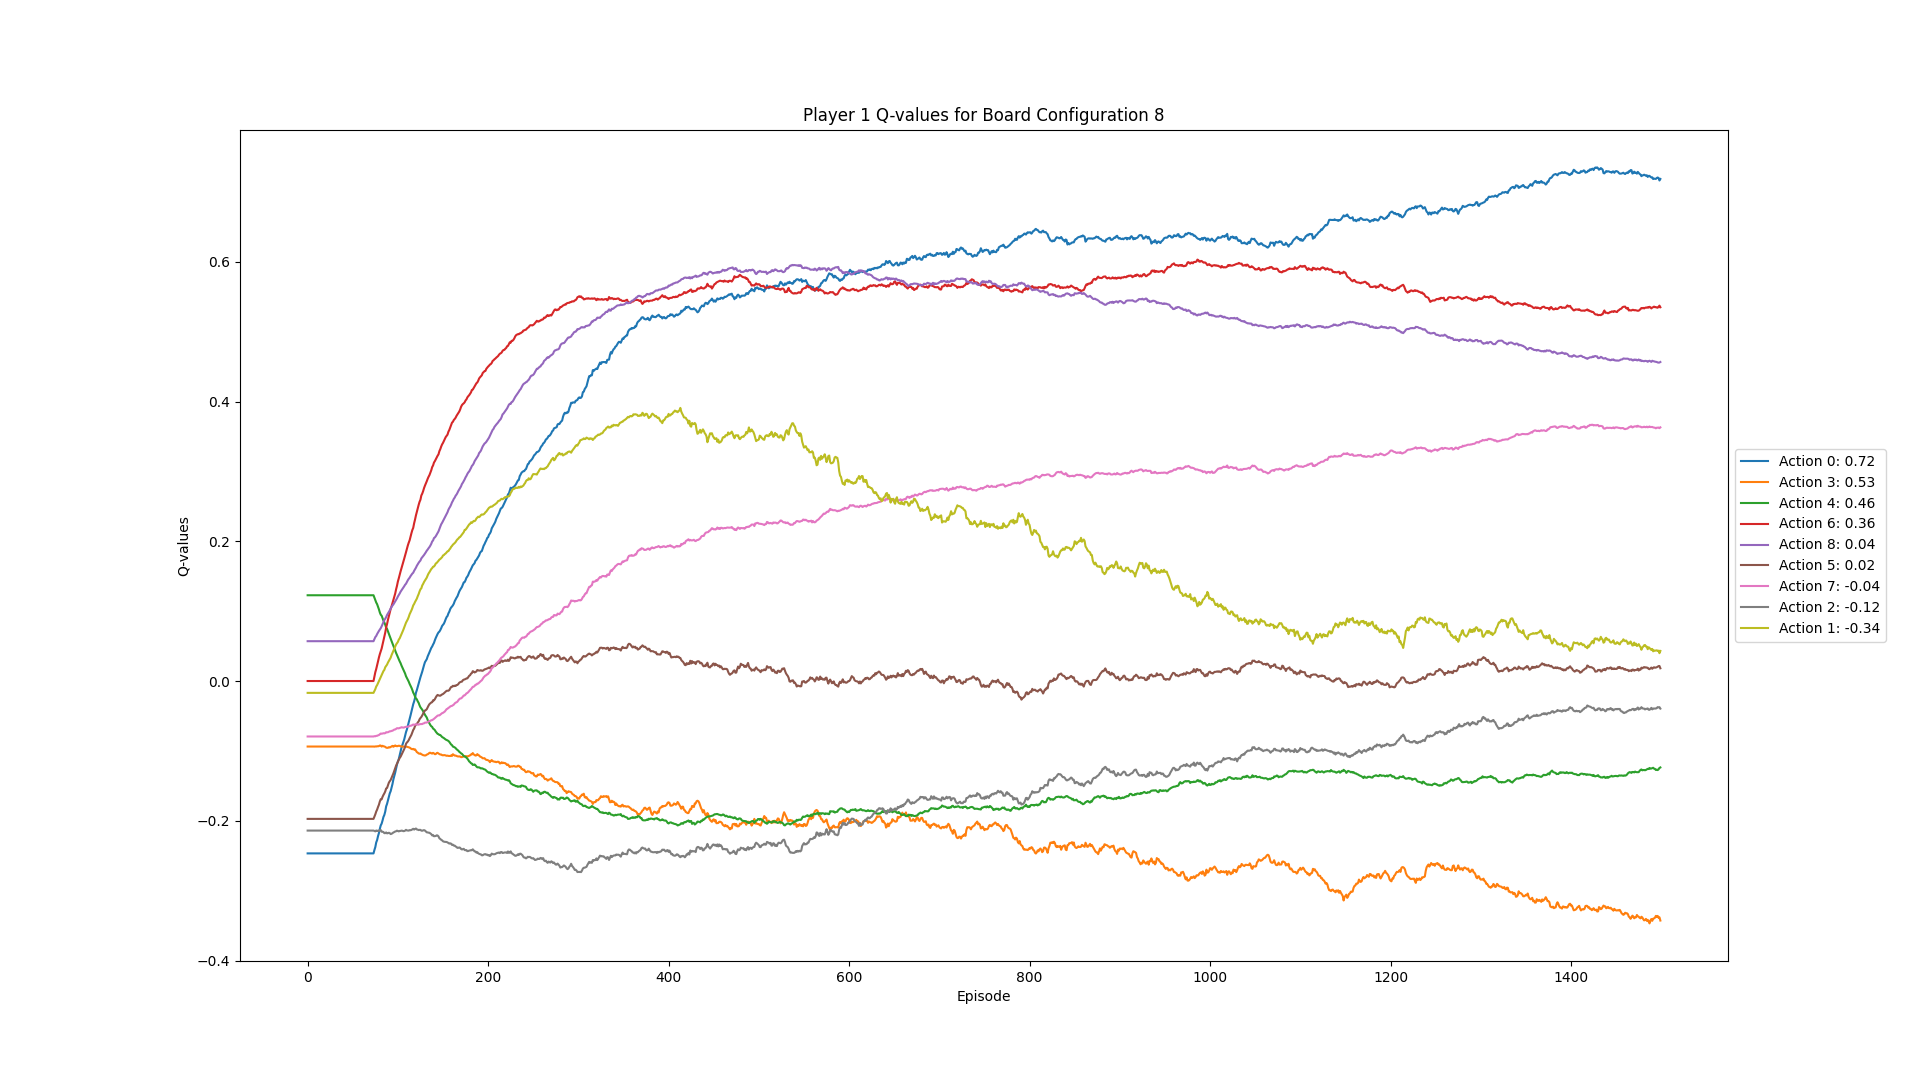 Player 1 Q-values for Board Configuration 8
Q-values
0.6
0.4
0.2
0.0
−0.2
−0.4
0 200 400 600 800 1000 1200 1400
Episode
Action 0: 0.72
Action 3: 0.53
Action 4: 0.46
Action 6: 0.36
Action 8: 0.04
Action 5: 0.02
Action 7: -0.04
Action 2: -0.12
Action 1: -0.34